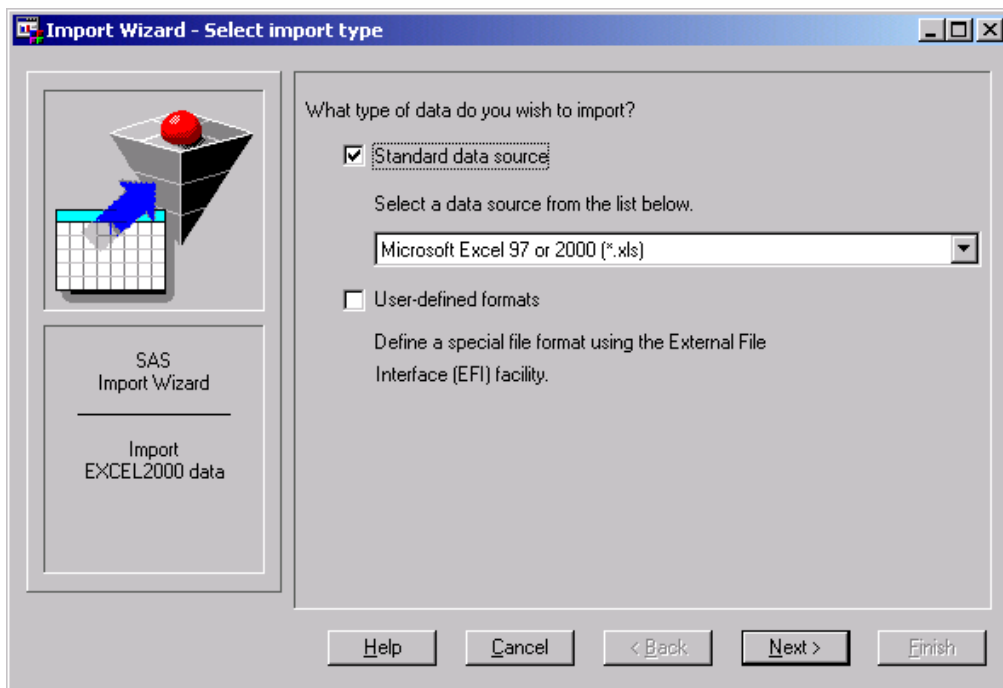 Import Wizard - Select import type
What type of data do you wish to import?
Standard data source
Select a data source from the list below.
Microsoft Excel 97 or 2000 (*.xls)
User-defined formats
Define a special file format using the External File
Interface (EFI) facility.
SAS
Import Wizard
Import
EXCEL2000 data
Help
Cancel
< Back
Next >
Finish